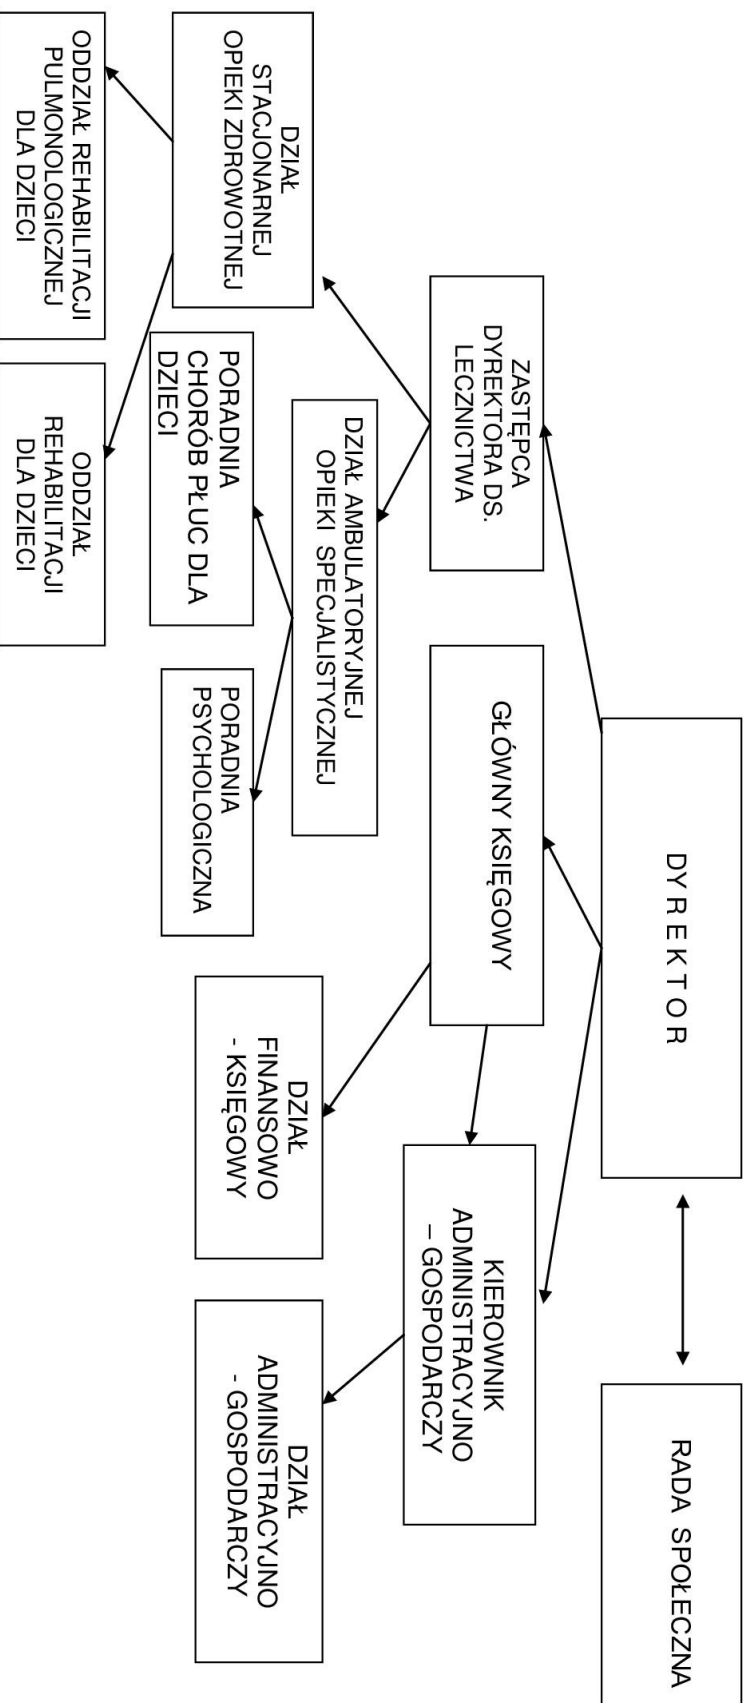 D Y R E K T O R
RADA SPOŁECZNA
ZASTĘPCA
DYREKTORA DS.
LECZNICTWA
GŁÓWNY KSIĘGOWY
KIEROWNIK
ADMINISTRACYJNO
– GOSPODARCZY
DZIAŁ
STACJONARNEJ
OPIEKI ZDROWOTNEJ
DZIAŁ AMBULATORYJNEJ
OPIEKI SPECJALISTYCZNEJ
DZIAŁ
FINANSOWO
- KSIĘGOWY
DZIAŁ
ADMINISTRACYJNO
- GOSPODARCZY
PORADNIA
CHORÓB PŁUC DLA
DZIECI
PORADNIA
PSYCHOLOGICZNA
ODDZIAŁ REHABILITACJI
PULMONOLOGICZNEJ
DLA DZIECI
ODDZIAŁ
REHABILITACJI
DLA DZIECI